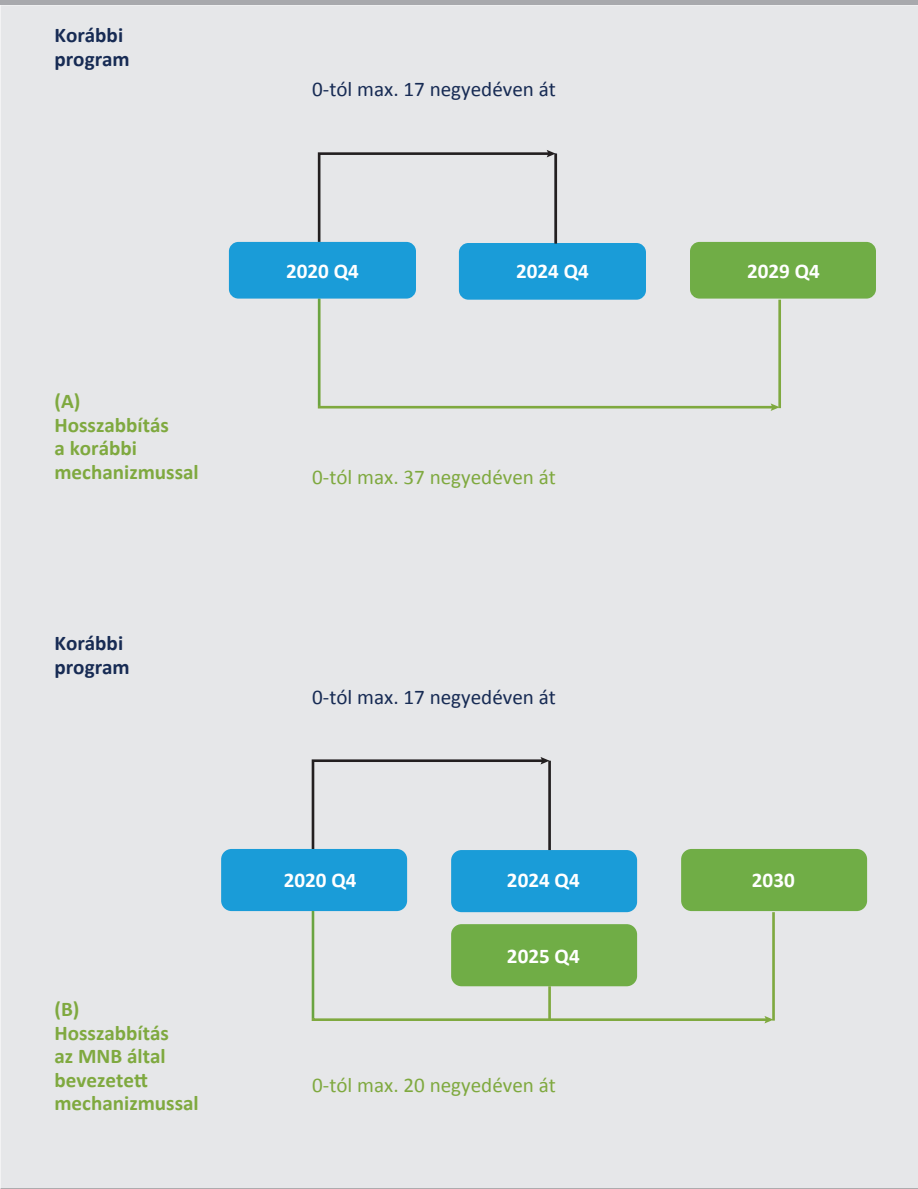 Korábbi
program
0-tól max. 17 negyedéven át
2020 Q4
2024 Q4
2029 Q4
(A)
Hosszabbítás
a korábbi
mechanizmussal
0-tól max. 37 negyedéven át
Korábbi
program
0-tól max. 17 negyedéven át
2020 Q4
2024 Q4
2030
2025 Q4
(B)
Hosszabbítás
az MNB által
bevezetett
mechanizmussal
0-tól max. 20 negyedéven át